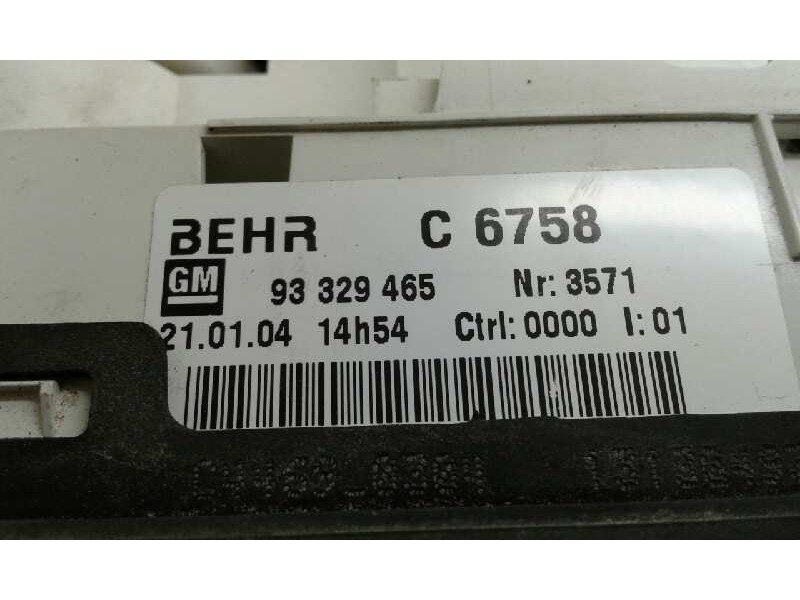 BEHR C 6758
GM 93 329 465 Nr: 3571
21.01.04 14h54 Ctrl: 0000 I: 01